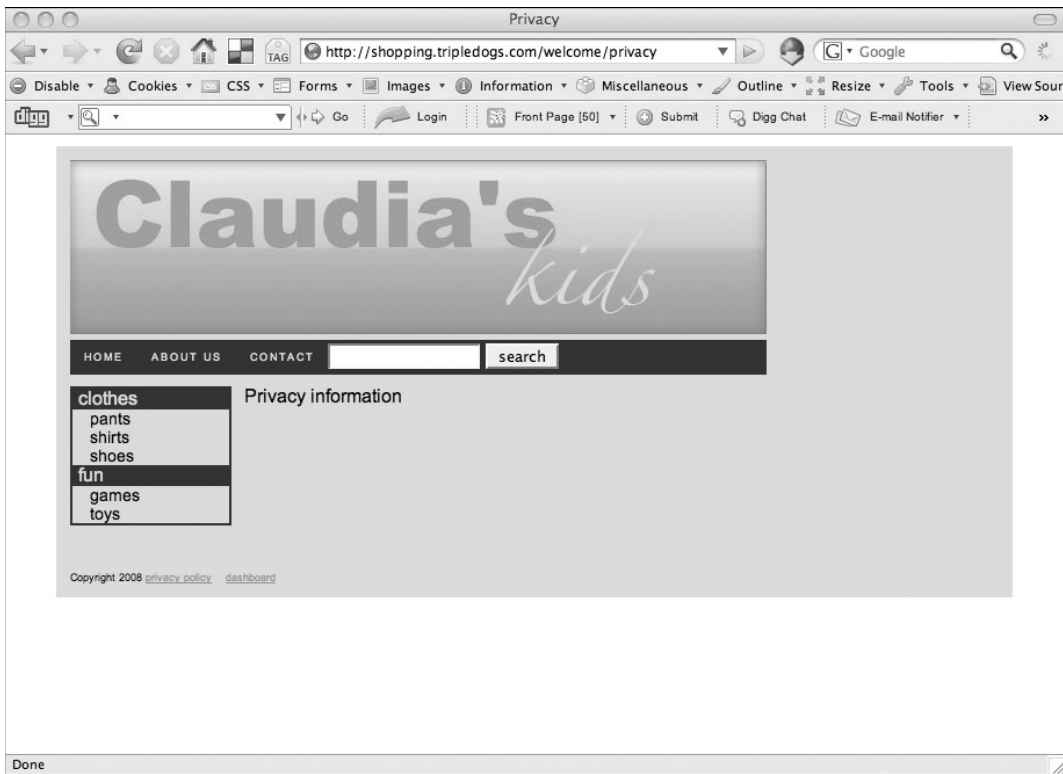 Privacy
TAG http://shopping.tripledogs.com/welcome/privacy G Google
Disable Cookies CSS Forms Images Information Miscellaneous Outline Resize Tools View Sour
digg Go Login Front Page [50] Submit Digg Chat E-mail Notifier »
Claudia's
kids
HOME ABOUT US CONTACT search
clothes
Privacy information
pants
shirts
shoes
fun
games
toys
Copyright 2008 privacy policy dashboard
Done